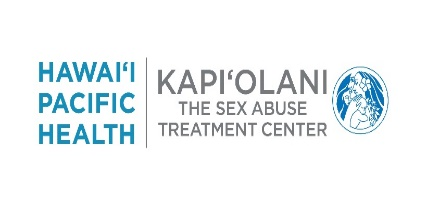 HAWAIʻI
PACIFIC
HEALTH
KAPIʻOLANI
THE SEX ABUSE
TREATMENT CENTER